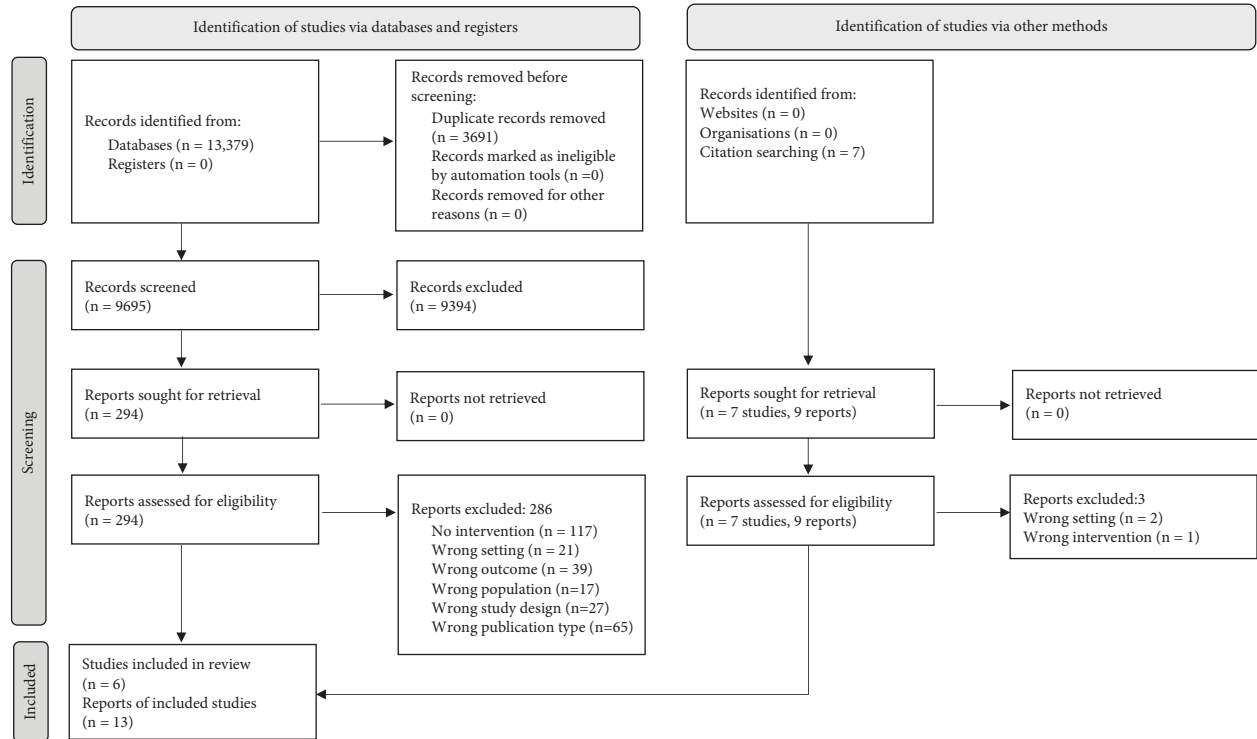 Identification of studies via databases and registers
Identification of studies via other methods
Identification
Records identified from:
Databases (n = 13,379)
Registers (n = 0)
Records removed before
screening:
Duplicate records removed
(n = 3691)
Records marked as ineligible
by automation tools (n =0)
Records removed for other
reasons (n = 0)
Records identified from:
Websites (n = 0)
Organisations (n = 0)
Citation searching (n = 7)
Screening
Records screened
(n = 9695)
Records excluded
(n = 9394)
Reports sought for retrieval
(n = 294)
Reports not retrieved
(n = 0)
Reports sought for retrieval
(n = 7 studies, 9 reports)
Reports not retrieved
(n = 0)
Reports assessed for eligibility
(n = 294)
Reports excluded: 286
No intervention (n = 117)
Wrong setting (n = 21)
Wrong outcome (n = 39)
Wrong population (n=17)
Wrong study design (n=27)
Wrong publication type (n=65)
Reports assessed for eligibility
(n = 7 studies, 9 reports)
Reports excluded:3
Wrong setting (n = 2)
Wrong intervention (n = 1)
Included
Studies included in review
(n = 6)
Reports of included studies
(n = 13)